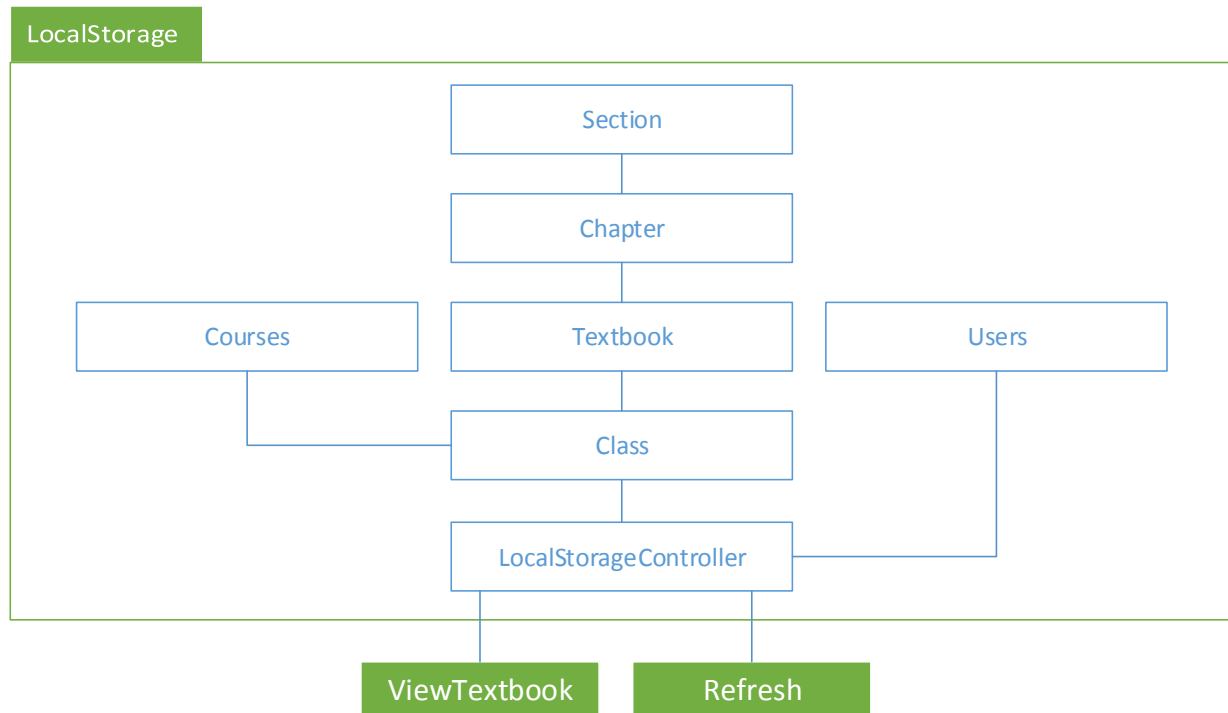 LocalStorage
Section
Chapter
Courses
Textbook
Users
Class
LocalStorageController
ViewTextbook
Refresh